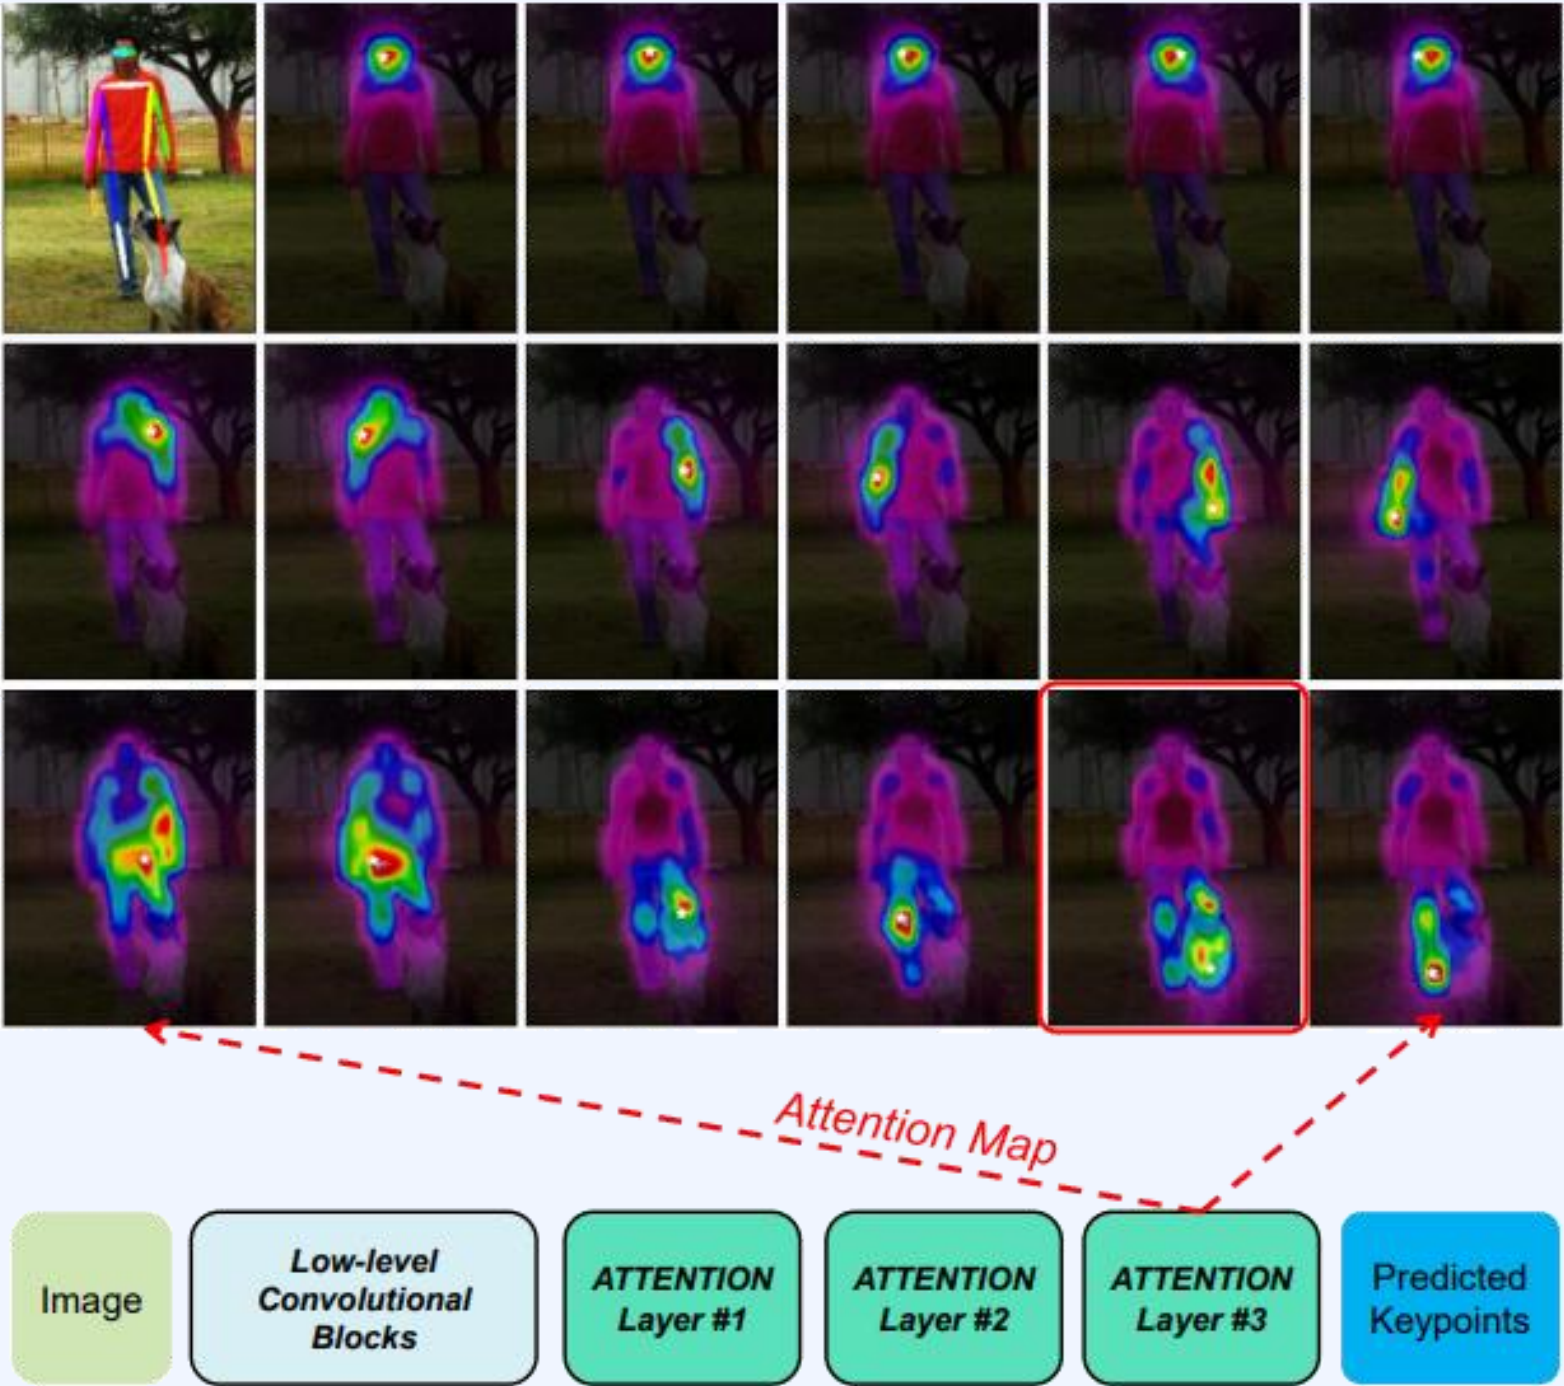 Attention Map
Image
Low-level
Convolutional
Blocks
ATTENTION
Layer #1
ATTENTION
Layer #2
ATTENTION
Layer #3
Predicted
Keypoints